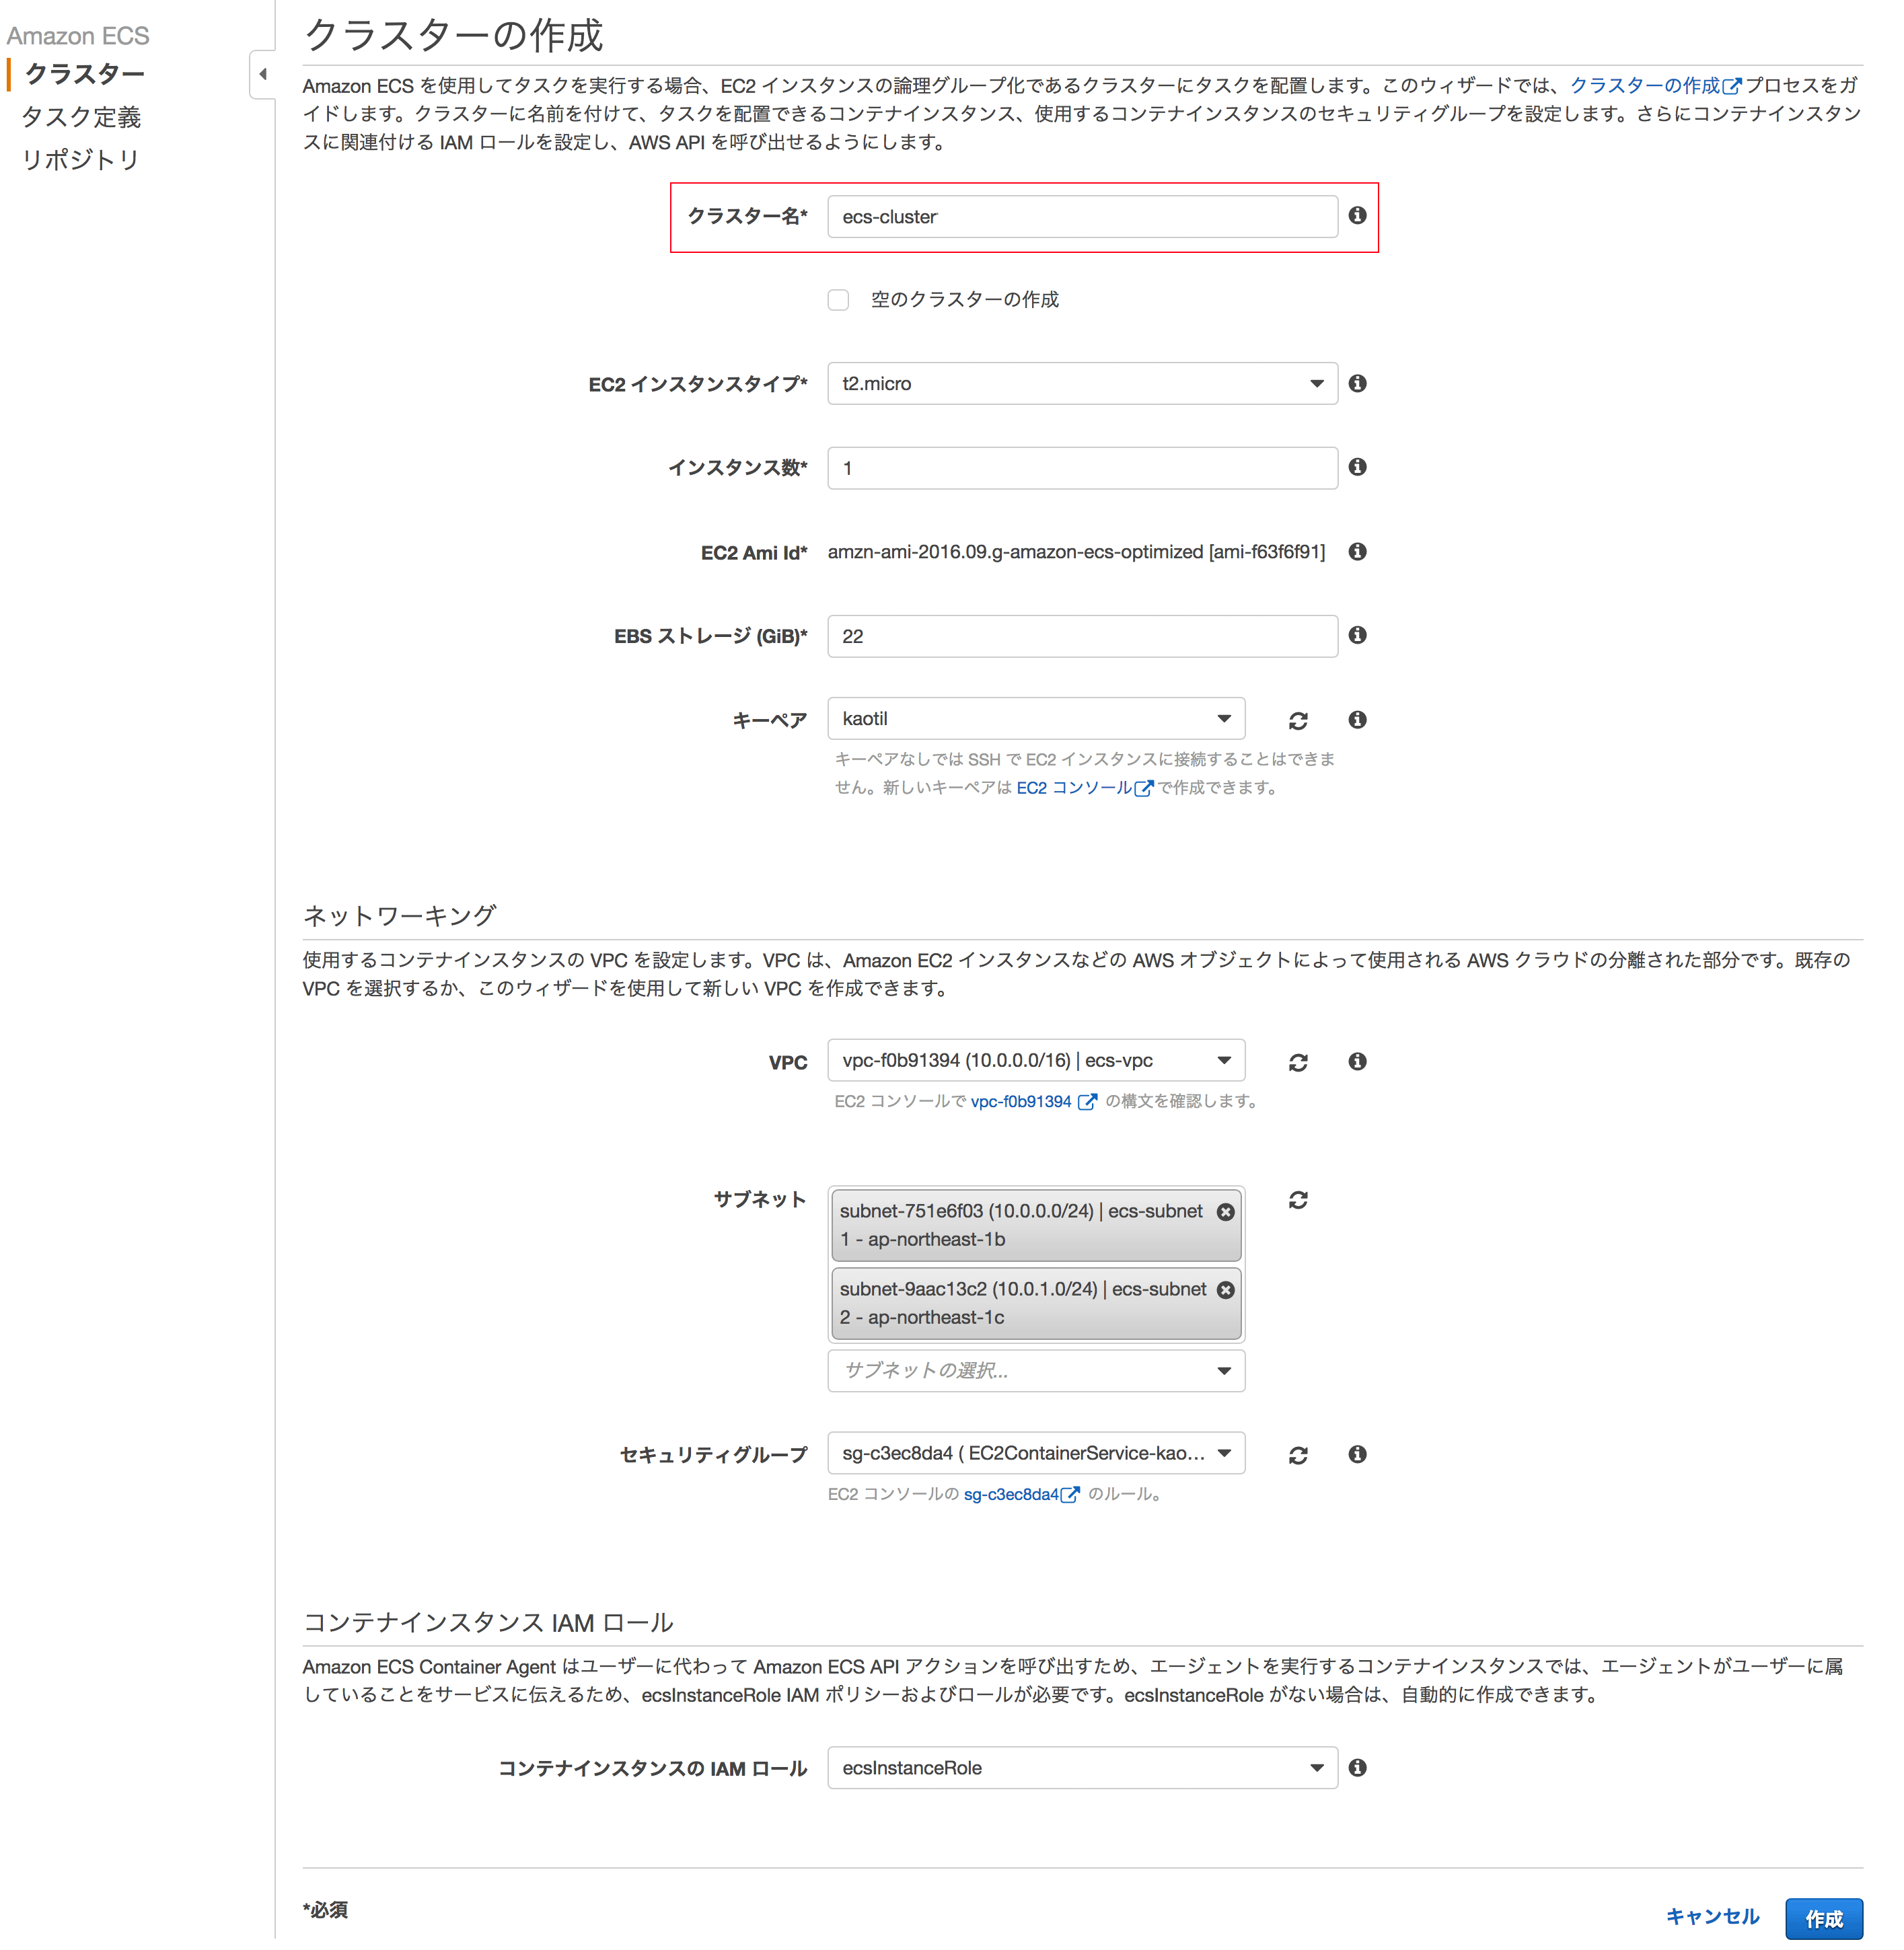 Amazon ECS
クラスター
タスク定義
リポジトリ
クラスターの作成
Amazon ECS を使用してタスクを実行する場合、EC2 インスタンスの論理グループ化であるクラスターにタスクを配置します。このウィザードでは、クラスターの作成プロセスをガ
イドします。クラスターに名前を付けて、タスクを配置できるコンテナインスタンス、使用するコンテナインスタンスのセキュリティグループを設定します。さらにコンテナインスタン
スに関連付ける IAM ロールを設定し、AWS API を呼び出せるようにします。
クラスター名* ecs-cluster
空のクラスターの作成
EC2 インスタンスタイプ* t2.micro
インスタンス数* 1
EC2 Ami Id* amzn-ami-2016.09.g-amazon-ecs-optimized [ami-f63f6f91]
EBS ストレージ (GiB)* 22
キーペア kaotil
キーペアなしでは SSH で EC2 インスタンスに接続することはできま
せん。新しいキーペアは EC2 コンソールで作成できます。
ネットワーキング
使用するコンテナインスタンスの VPC を設定します。VPC は、Amazon EC2 インスタンスなどの AWS オブジェクトによって使用される AWS クラウドの分離された部分です。既存の
VPC を選択するか、このウィザードを使用して新しい VPC を作成できます。
VPC vpc-f0b91394 (10.0.0.0/16) | ecs-vpc
EC2 コンソールで vpc-f0b91394 の構文を確認します。
サブネット subnet-751e6f03 (10.0.0.0/24) | ecs-subnet
1 - ap-northeast-1b
subnet-9aac13c2 (10.0.1.0/24) | ecs-subnet
2 - ap-northeast-1c
サブネットの選択...
セキュリティグループ sg-c3ec8da4 ( EC2ContainerService-kao...
EC2 コンソールの sg-c3ec8da4 のルール。
コンテナインスタンス IAM ロール
Amazon ECS Container Agent はユーザーに代わって Amazon ECS API アクションを呼び出すため、エージェントを実行するコンテナインスタンスでは、エージェントがユーザーに属
していることをサービスに伝えるため、ecsInstanceRole IAM ポリシーおよびロールが必要です。ecsInstanceRole がない場合は、自動的に作成できます。
コンテナインスタンスの IAM ロール ecsInstanceRole
*必須
キャンセル 作成